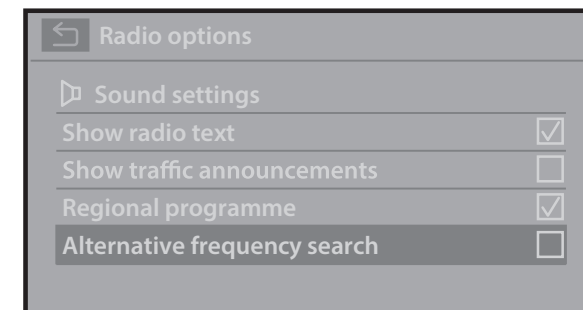 Radio options
Sound settings
Show radio text
Show traffic announcements
Regional programme
Alternative frequency search